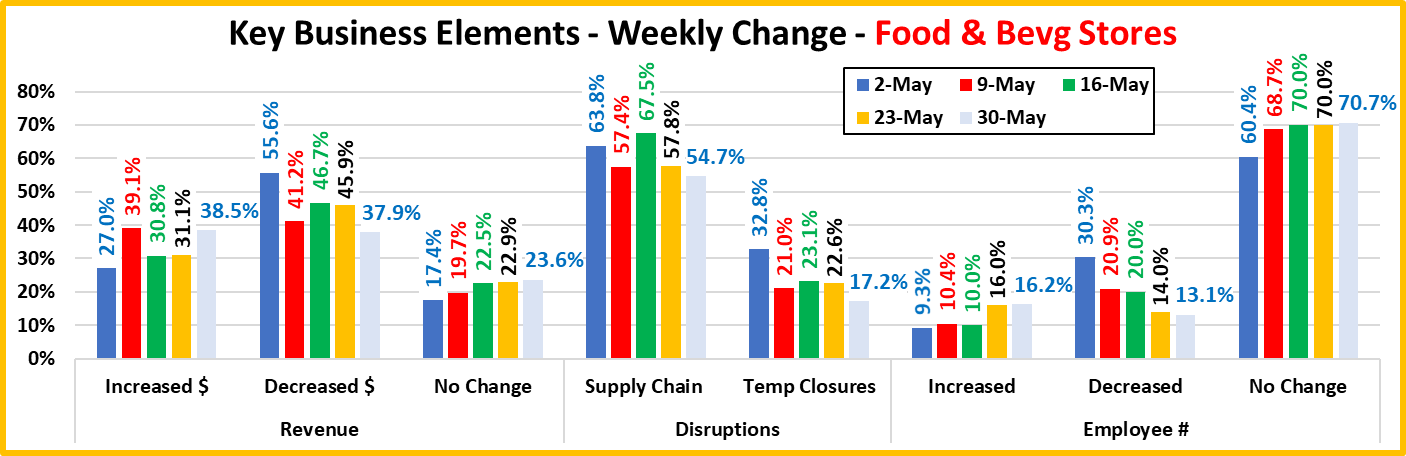 Key Business Elements - Weekly Change - Food & Bevg Stores
2-May 9-May 16-May
23-May 30-May
80%
70%
60%
50%
40%
30%
20%
10%
0%
27.0% 39.1% 30.8% 31.1% 38.5%
55.6% 41.2% 46.7% 45.9% 37.9%
17.4% 19.7% 22.5% 22.9% 23.6%
63.8% 57.4% 67.5% 57.8% 54.7%
32.8% 21.0% 23.1% 22.6% 17.2%
9.3% 10.4% 10.0% 16.0% 16.2%
30.3% 20.9% 20.0% 14.0% 13.1%
60.4% 68.7% 70.0% 70.0% 70.7%
Increased $ Decreased $ No Change Supply Chain Temp Closures Increased Decreased No Change
Revenue Disruptions Employee #